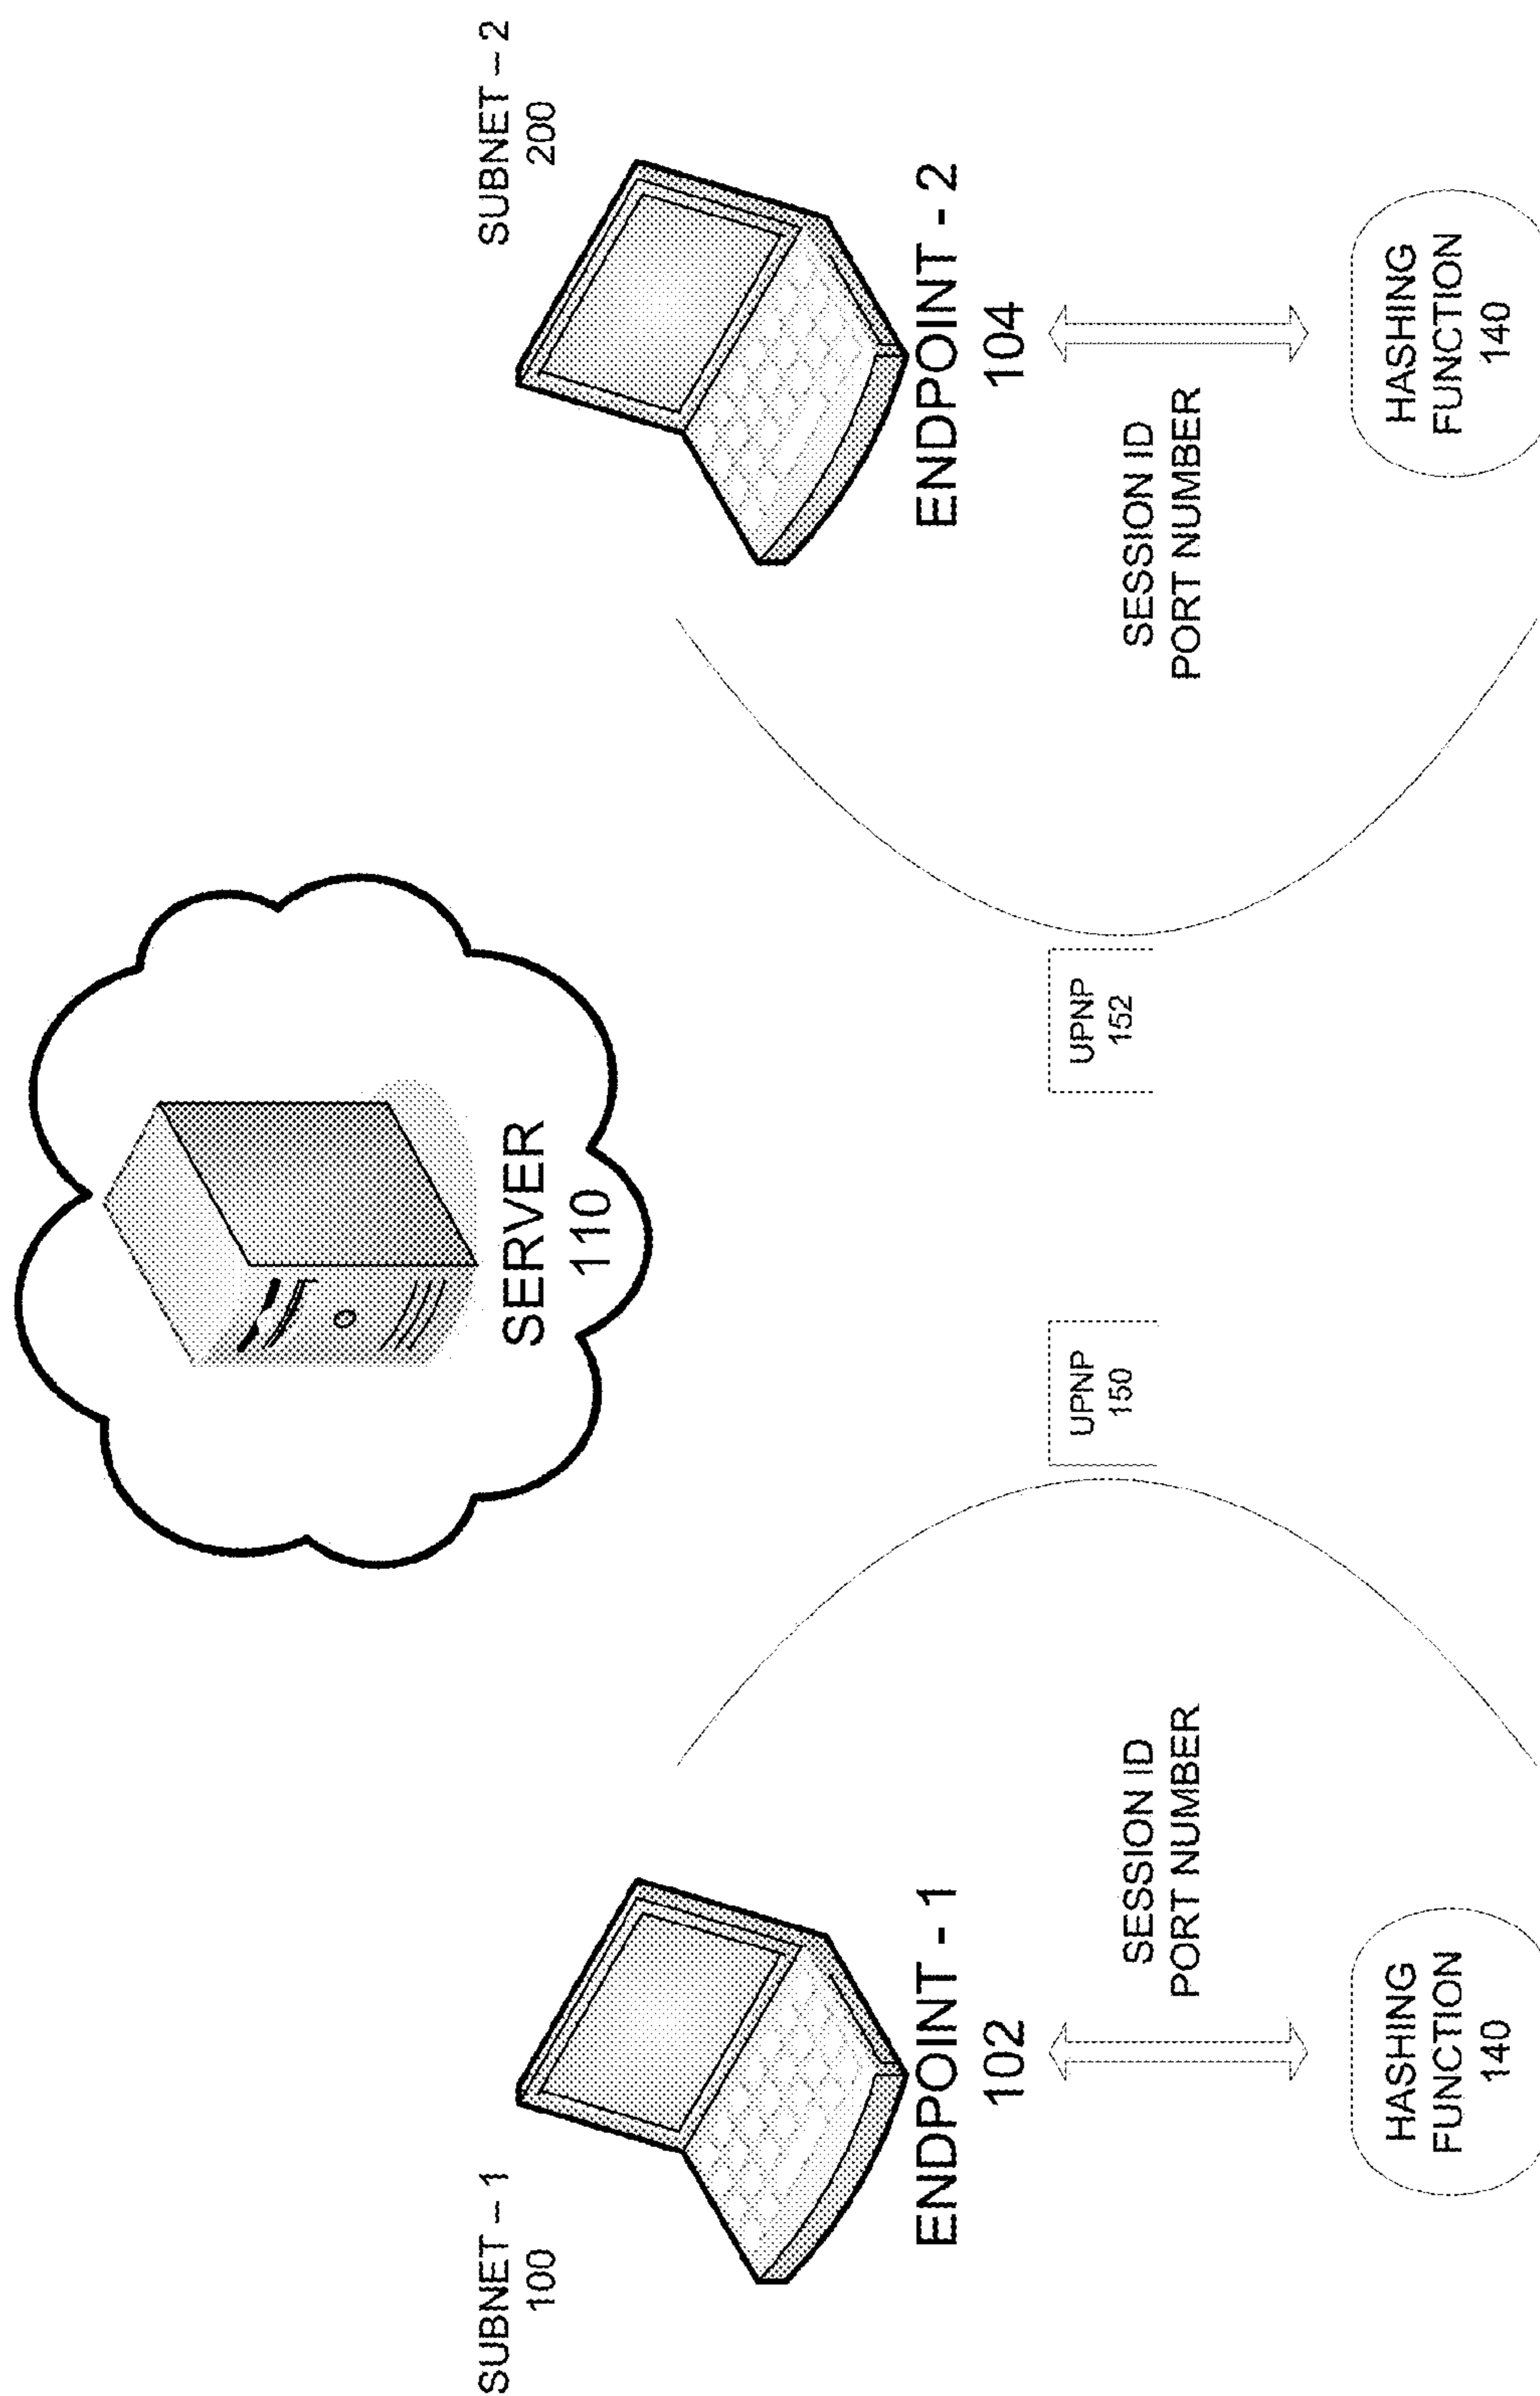 SERVER
110
SUBNET – 1
100
SUBNET – 2
200
ENDPOINT - 1
102
ENDPOINT - 2
104
UPNP
150
UPNP
152
SESSION ID
PORT NUMBER
SESSION ID
PORT NUMBER
HASHING
FUNCTION
140
HASHING
FUNCTION
140